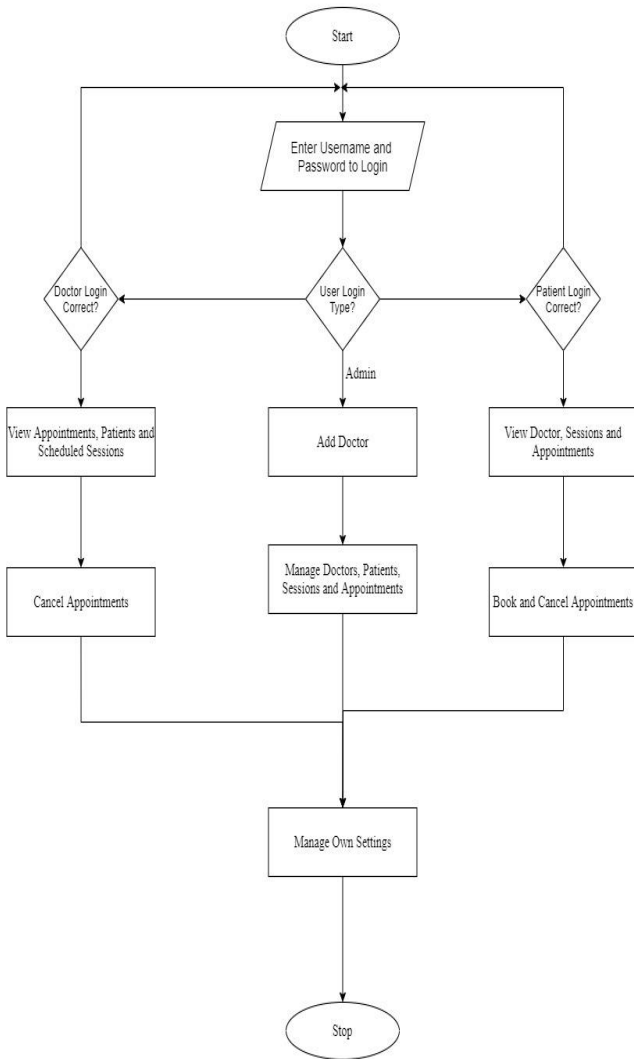 Start
Enter Username and
Password to Login
Doctor Login
Correct?
User Login
Type?
Patient Login
Correct?
Admin
View Appointments, Patients and
Scheduled Sessions
Add Doctor
View Doctor, Sessions and
Appointments
Cancel Appointments
Manage Doctors, Patients,
Sessions and Appointments
Book and Cancel Appointments
Manage Own Settings
Stop